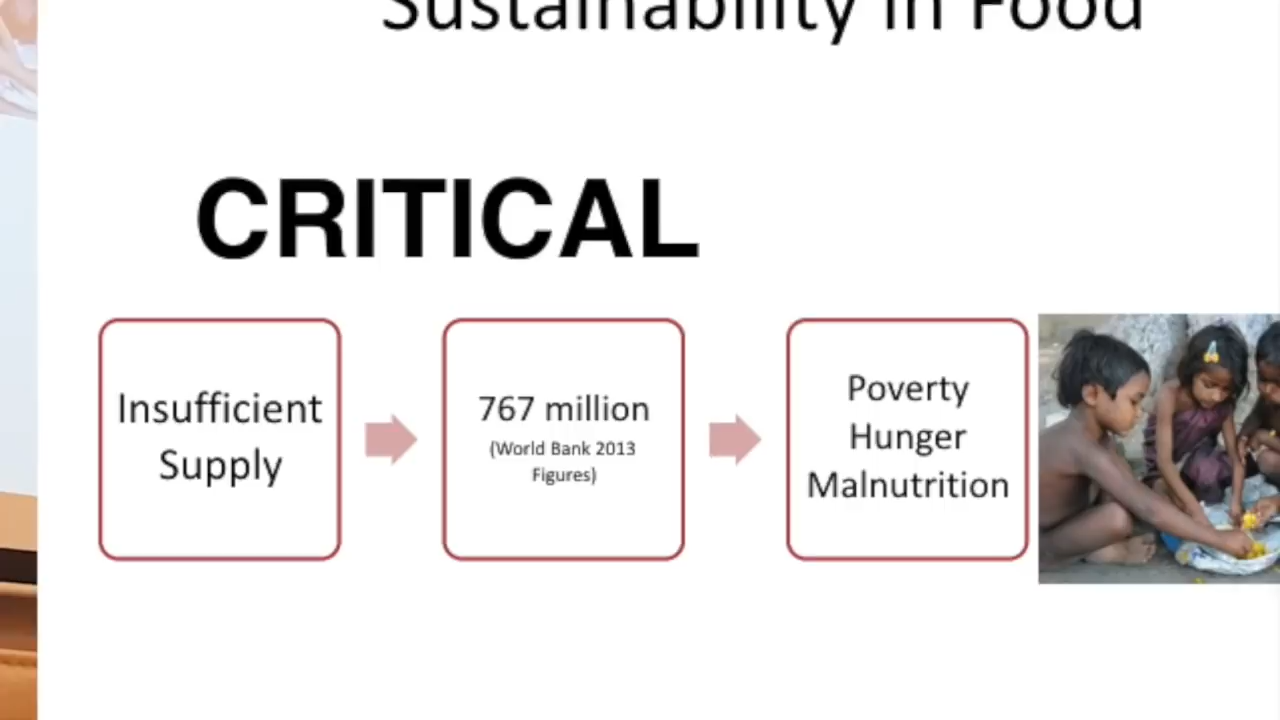 Sustainability in Food
CRITICAL
Insufficient
Supply
767 million
(World Bank 2013
Figures)
Poverty
Hunger
Malnutrition